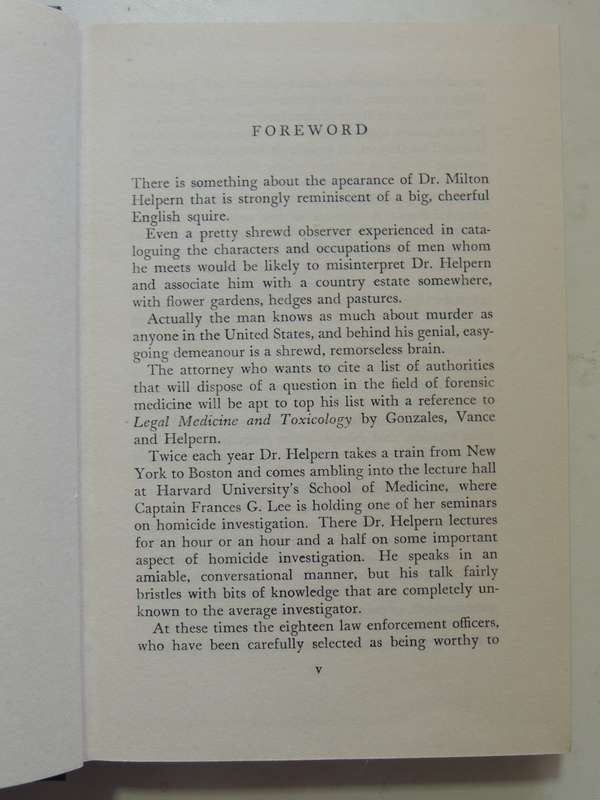 FOREWORD
There is something about the apearance of Dr. Milton
Helpern that is strongly reminiscent of a big, cheerful
English squire.
Even a pretty shrewd observer experienced in cata-
loguing the characters and occupations of men whom
he meets would be likely to misinterpret Dr. Helpern
and associate him with a country estate somewhere,
with flower gardens, hedges and pastures.
Actually the man knows as much about murder as
anyone in the United States, and behind his genial, easy-
going demeanour is a shrewd, remorseless brain.
The attorney who wants to cite a list of authorities
that will dispose of a question in the field of forensic
medicine will be apt to top his list with a reference to
Legal Medicine and Toxicology by Gonzales, Vance
and Helpern.
Twice each year Dr. Helpern takes a train from New
York to Boston and comes ambling into the lecture hall
at Harvard University's School of Medicine, where
Captain Frances G. Lee is holding one of her seminars
on homicide investigation. There Dr. Helpern lectures
for an hour or an hour and a half on some important
aspect of homicide investigation. He speaks in an
amiable, conversational manner, but his talk fairly
bristles with bits of knowledge that are completely un-
known to the average investigator.
At these times the eighteen law enforcement officers,
who have been carefully selected as being worthy to
v